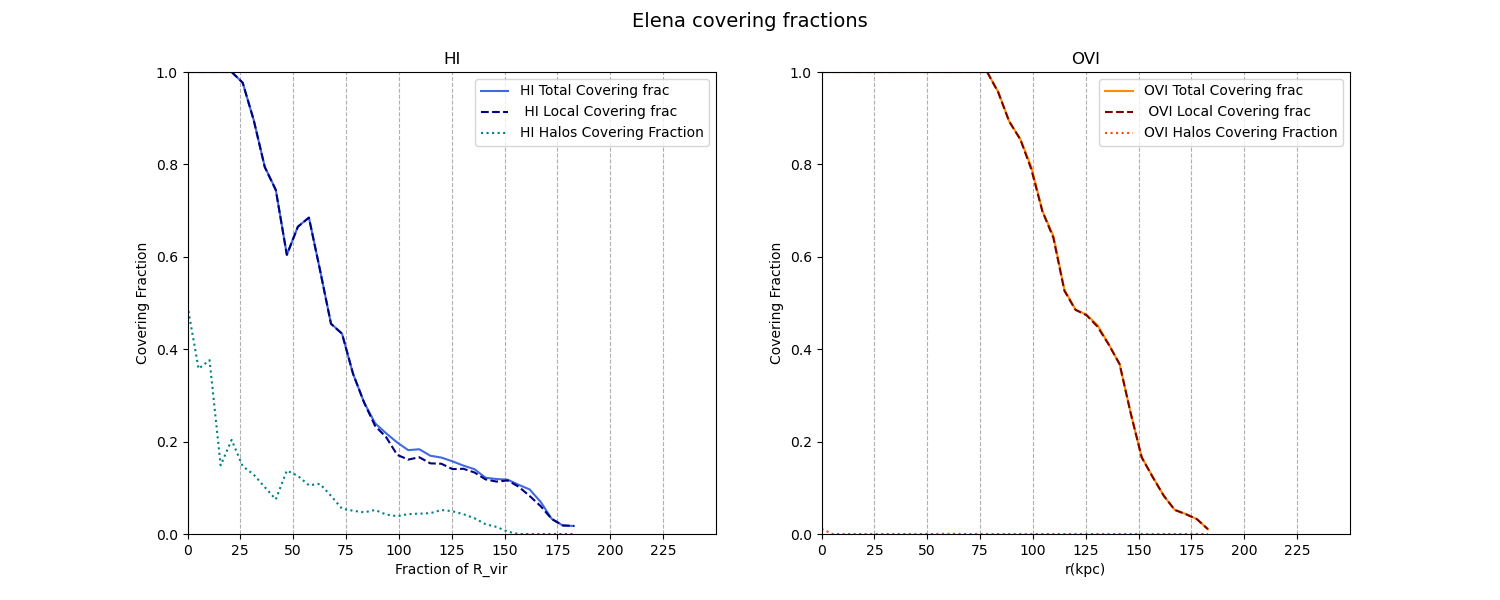 Elena covering fractions
HI
HI Total Covering frac
HI Local Covering frac
HI Halos Covering Fraction
Covering Fraction
1.0
0.8
0.6
0.4
0.2
0.0
0 25 50 75 100 125 150 175 200 225
Fraction of R_vir
OVI
OVI Total Covering frac
OVI Local Covering frac
OVI Halos Covering Fraction
Covering Fraction
1.0
0.8
0.6
0.4
0.2
0.0
0 25 50 75 100 125 150 175 200 225
r(kpc)